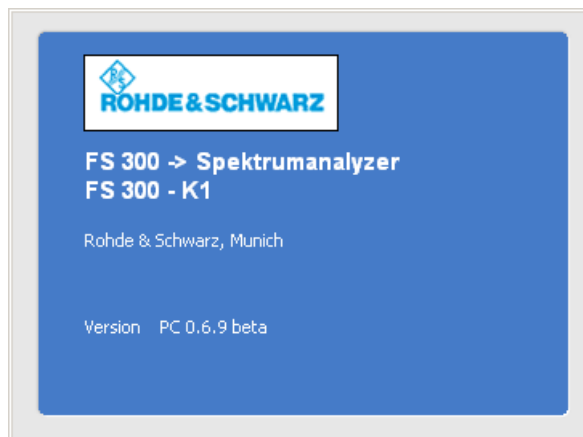 R&S
ROHDE & SCHWARZ
FS 300 -> Spektrumanalyzer
FS 300 - K1
Rohde & Schwarz, Munich
Version PC 0.6.9 beta